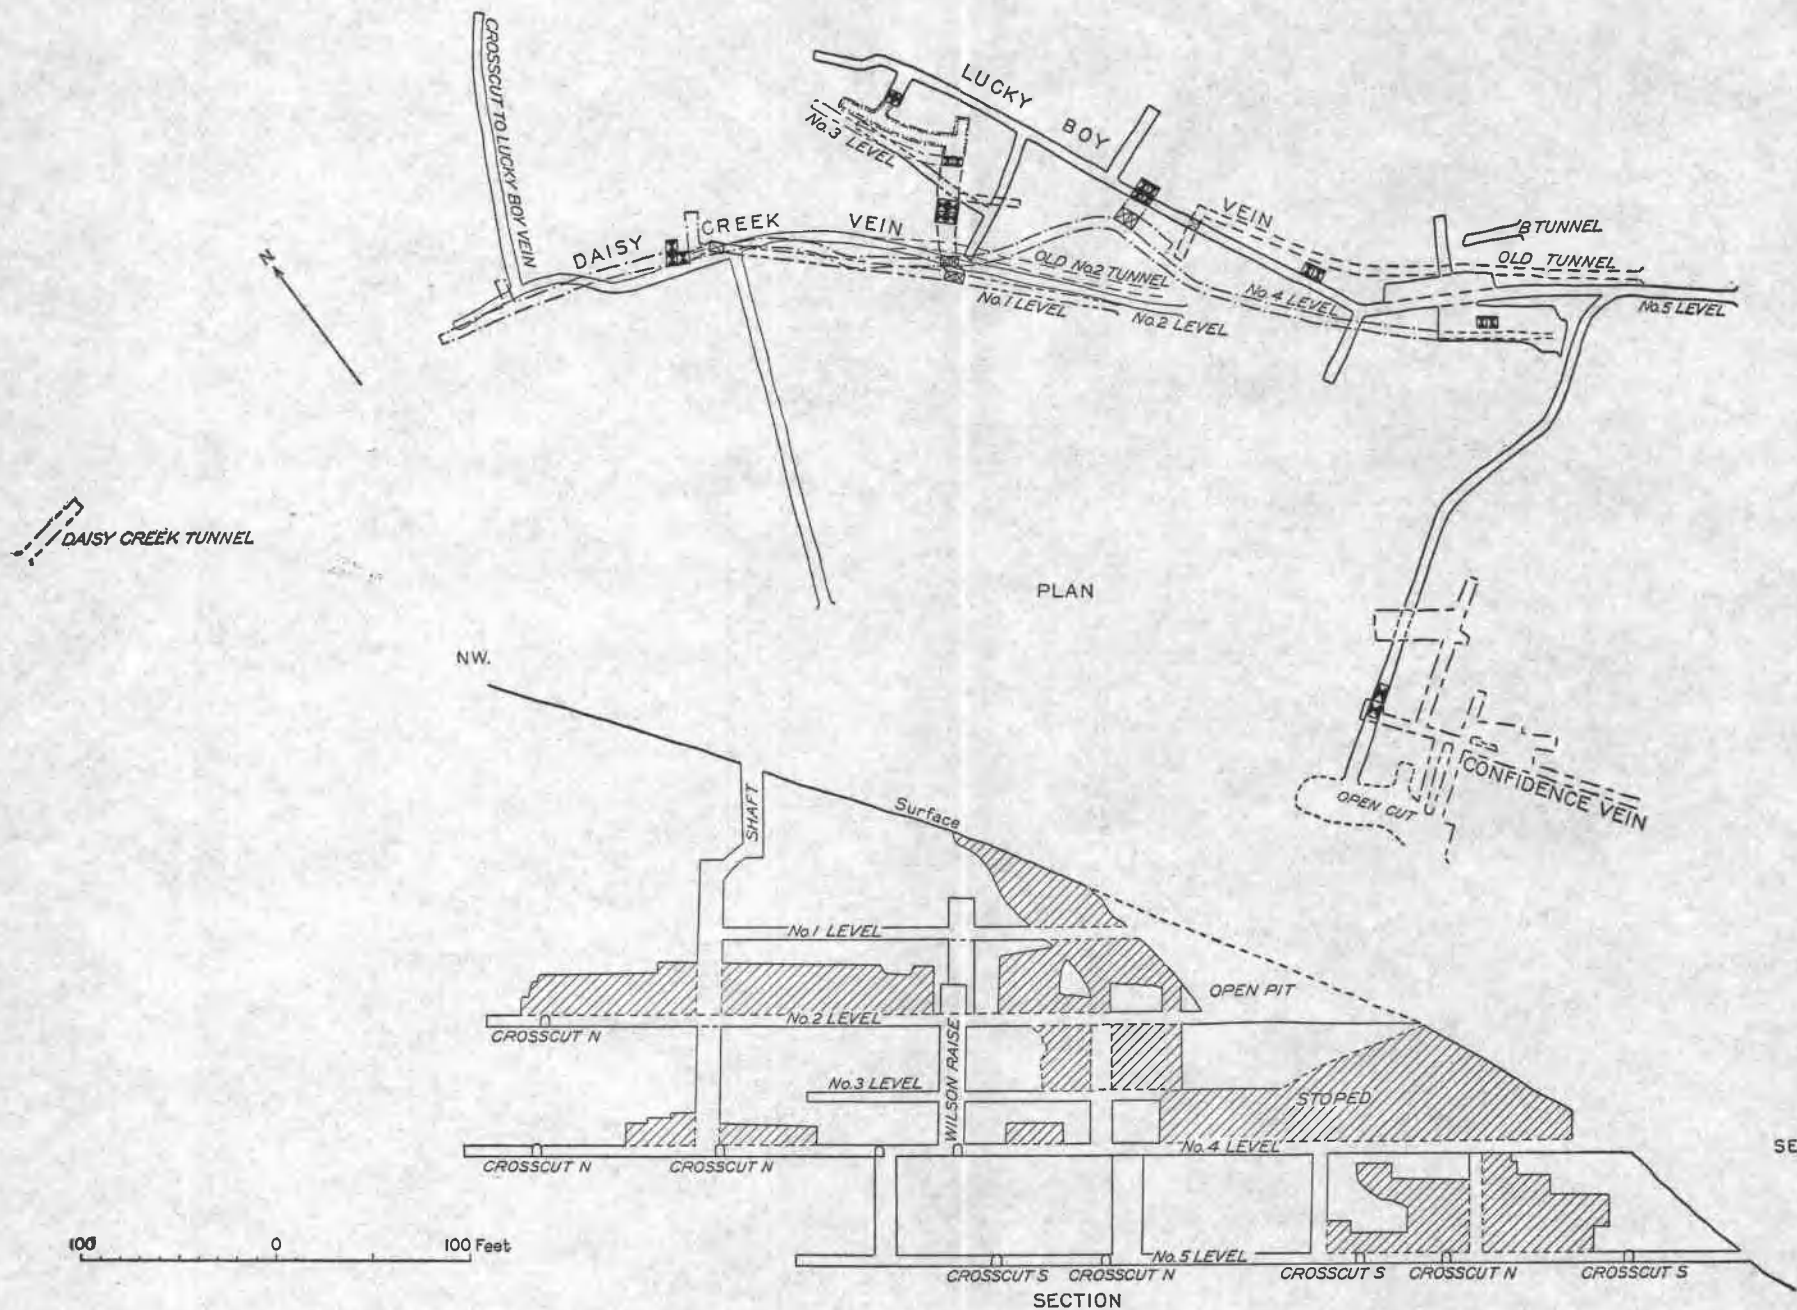 CROSSCUT TO LUCKY BOY VEIN
LUCKY BOY VEIN
No.3 LEVEL
DAISY CREEK VEIN
B TUNNEL
OLD TUNNEL
OLD No.2 TUNNEL
No.1 LEVEL
No.2 LEVEL
No.4 LEVEL
No.5 LEVEL
N.
DAISY CREEK TUNNEL
PLAN
CONFIDENCE VEIN
OPEN CUT
NW.
SHAFT
Surface
No.1 LEVEL
OPEN PIT
No.2 LEVEL
CROSSCUT N
WILSON RAISE
No.3 LEVEL
STOPED
No.4 LEVEL
SE
CROSSCUT N
CROSSCUT N
100 0 100 Feet
No.5 LEVEL
CROSSCUT S
CROSSCUT N
CROSSCUT S
CROSSCUT N
CROSSCUT S
SECTION